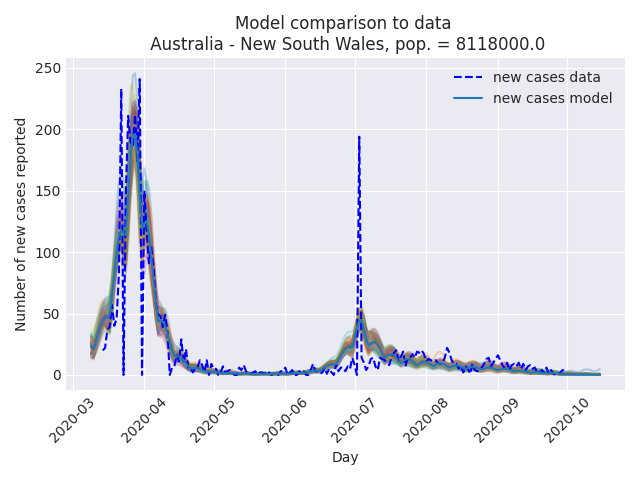 Model comparison to data
Australia - New South Wales, pop. = 8118000.0
new cases data
new cases model
Number of new cases reported
250
200
150
100
50
0
2020-03
2020-04
2020-05
2020-06
2020-07
2020-08
2020-09
2020-10
Day